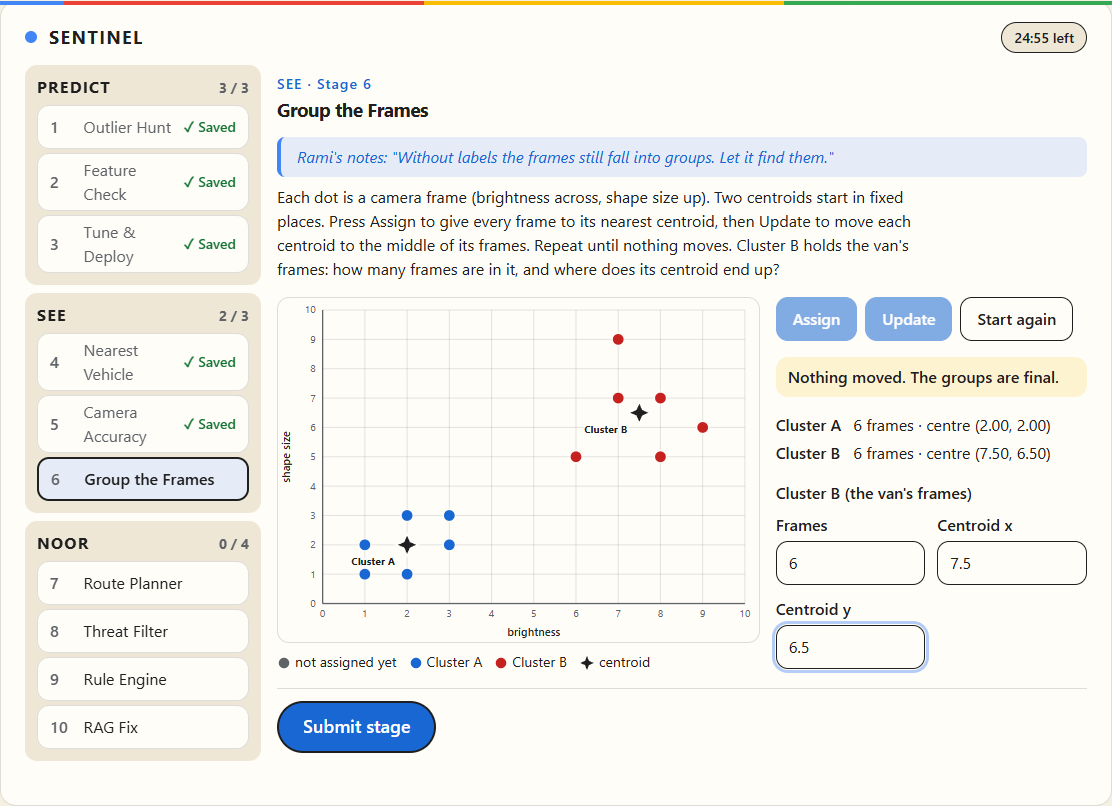 SENTINEL
24:55 left
PREDICT 3 / 3
1 Outlier Hunt ✓ Saved
2 Feature Check ✓ Saved
3 Tune & Deploy ✓ Saved
SEE 2 / 3
4 Nearest Vehicle ✓ Saved
5 Camera Accuracy ✓ Saved
6 Group the Frames
NOOR 0 / 4
7 Route Planner
8 Threat Filter
9 Rule Engine
10 RAG Fix
SEE · Stage 6
Group the Frames
Rami's notes: "Without labels the frames still fall into groups. Let it find them."
Each dot is a camera frame (brightness across, shape size up). Two centroids start in fixed
places. Press Assign to give every frame to its nearest centroid, then Update to move each
centroid to the middle of its frames. Repeat until nothing moves. Cluster B holds the van's
frames: how many frames are in it, and where does its centroid end up?
10
9
8
7
6
5
4
3
2
1
0
shape size
Cluster B
Cluster A
0 1 2 3 4 5 6 7 8 9 10
brightness
not assigned yet Cluster A Cluster B centroid
Assign Update Start again
Nothing moved. The groups are final.
Cluster A 6 frames · centre (2.00, 2.00)
Cluster B 6 frames · centre (7.50, 6.50)
Cluster B (the van's frames)
Frames Centroid x
6 7.5
Centroid y
6.5
Submit stage